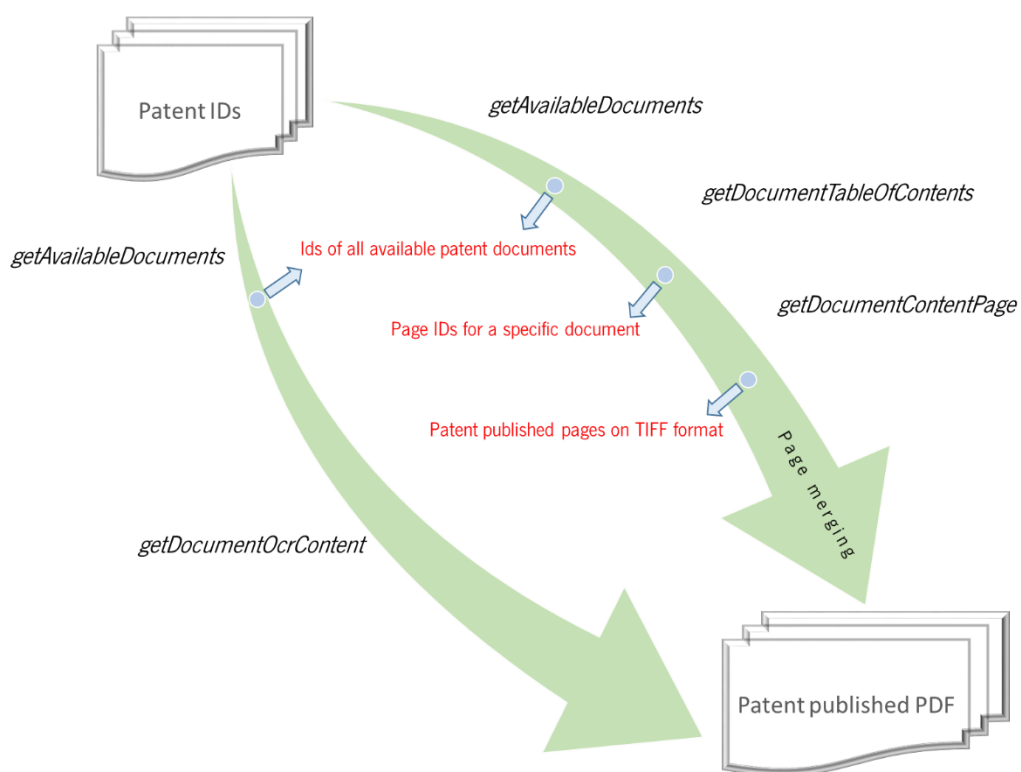 Patent IDs
getAvailableDocuments
getDocumentTableOfContents
getAvailableDocuments
Ids of all available patent documents
getDocumentContentPage
Page IDs for a specific document
Patent published pages on TIFF format
Page merging
getDocumentOcrContent
Patent published PDF